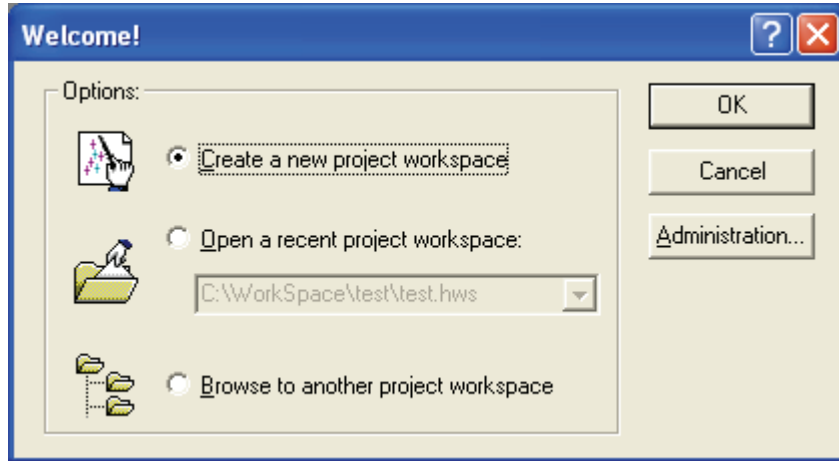 Welcome!
Options:
Create a new project workspace
Open a recent project workspace:
C:\WorkSpace\test\test.hws
Browse to another project workspace
OK
Cancel
Administration...